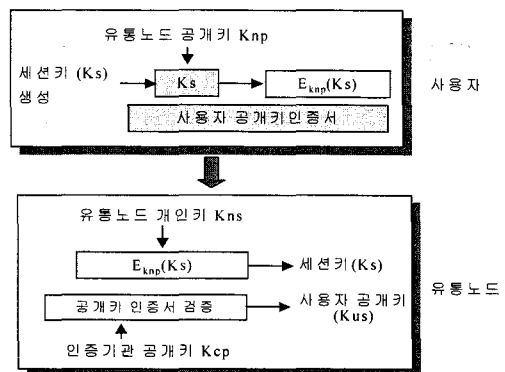 유통노드 공개키 Knp
세션키 (Ks)
생성
Ks
Eknp(Ks)
사용자 공개키인증서
사용자
유통노드 개인키 Kns
Eknp(Ks)
세션키(Ks)
공개키 인증서 검증
사용자 공개키
(Kus)
인증기관 공개키 Kcp
유통노드